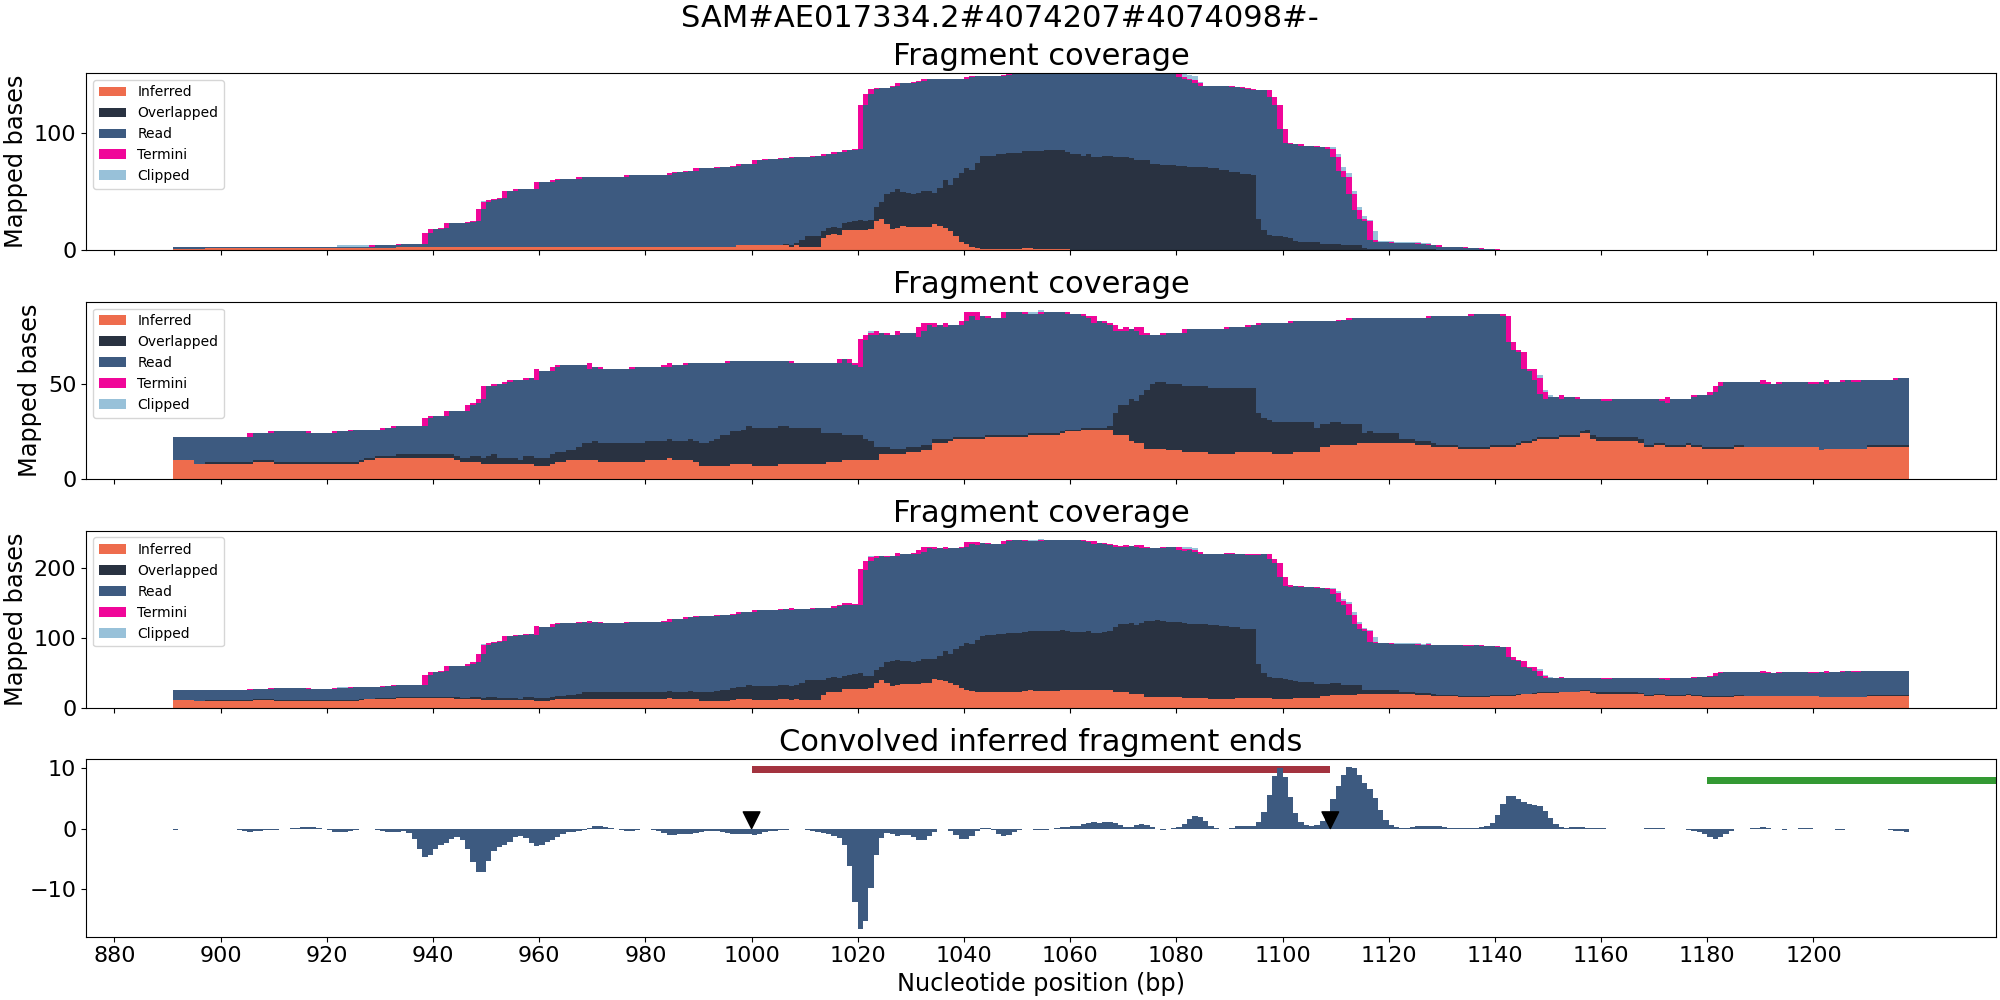 SAM#AE017334.2#4074207#4074098#-
Fragment coverage
Mapped bases
100
0
Inferred
Overlapped
Read
Termini
Clipped
Fragment coverage
Mapped bases
50
0
Inferred
Overlapped
Read
Termini
Clipped
Fragment coverage
Mapped bases
200
100
0
Inferred
Overlapped
Read
Termini
Clipped
Convolved inferred fragment ends
10
0
−10
880 900 920 940 960 980 1000 1020 1040 1060 1080 1100 1120 1140 1160 1180 1200
Nucleotide position (bp)